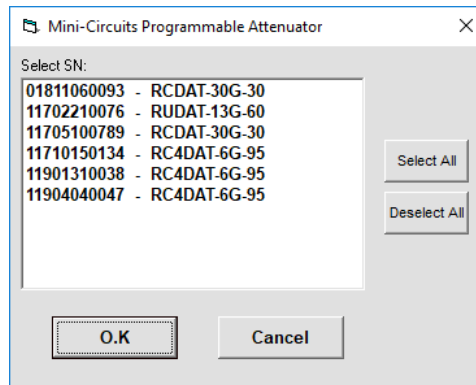 Mini-Circuits Programmable Attenuator
Select SN:
01811060093 - RCDAT-30G-30
11702210076 - RUDAT-13G-60
11705100789 - RCDAT-30G-30
11710150134 - RC4DAT-6G-95
11901310038 - RC4DAT-6G-95
11904040047 - RC4DAT-6G-95
Select All
Deselect All
O.K
Cancel